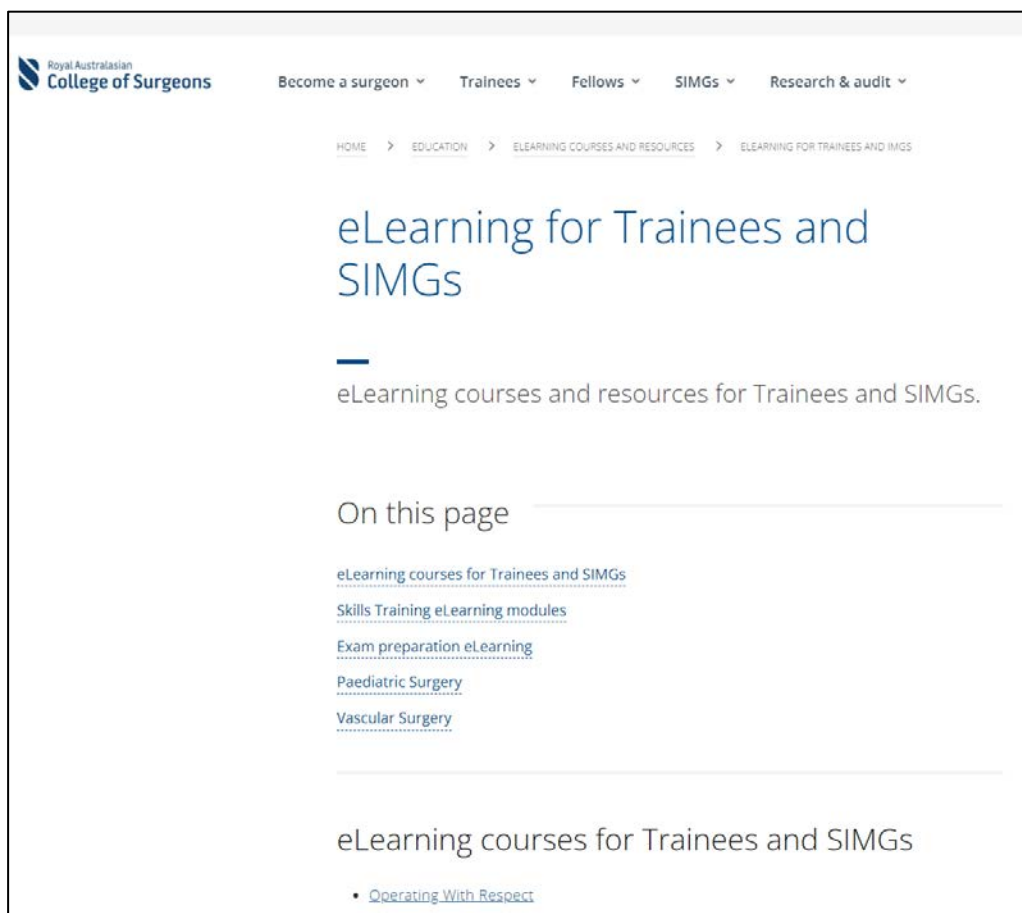 Royal Australasian
College of Surgeons
Become a surgeon Trainees Fellows SIMGs Research & audit
HOME > EDUCATION > ELEARNING COURSES AND RESOURCES > ELEARNING FOR TRAINEES AND IMGS
eLearning for Trainees and
SIMGs
eLearning courses and resources for Trainees and SIMGs.
On this page
eLearning courses for Trainees and SIMGs
Skills Training eLearning modules
Exam preparation eLearning
Paediatric Surgery
Vascular Surgery
eLearning courses for Trainees and SIMGs
• Operating With Respect